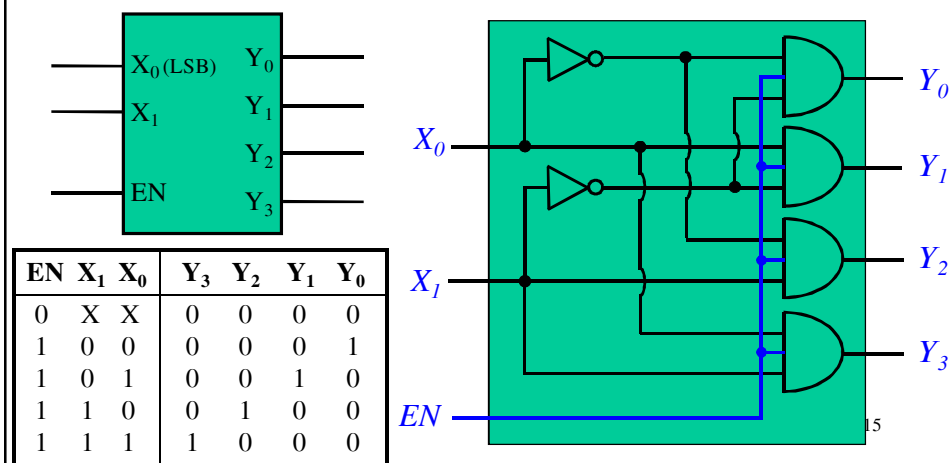 X₀(LSB) Y₀
X₁ Y₁
Y₂
EN Y₃
EN X₁ X₀ Y₃ Y₂ Y₁ Y₀
0 X X 0 0 0 0
1 0 0 0 0 0 1
1 0 1 0 0 1 0
1 1 0 0 1 0 0
1 1 1 1 0 0 0
X₀
X₁
EN
Y₀
Y₁
Y₂
Y₃
15